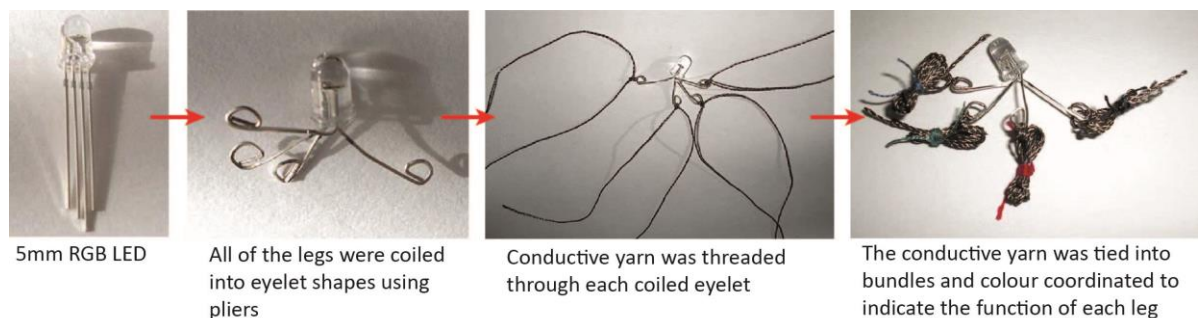 5mm RGB LED
All of the legs were coiled
into eyelet shapes using
pliers
Conductive yarn was threaded
through each coiled eyelet
The conductive yarn was tied into
bundles and colour coordinated to
indicate the function of each leg